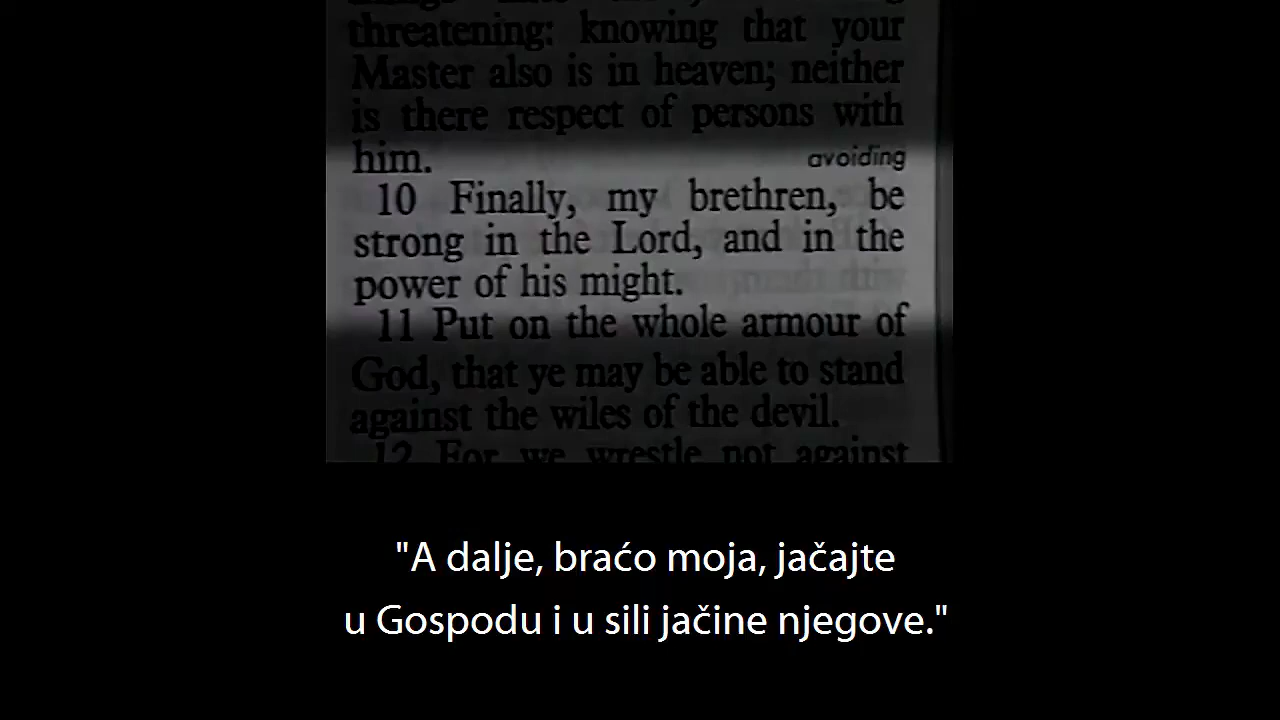 threatening: knowing that your
Master also is in heaven; neither
is there respect of persons with
him. avoiding
10 Finally, my brethren, be
strong in the Lord, and in the
power of his might.
11 Put on the whole armour of
God, that ye may be able to stand
against the wiles of the devil.
12 For we wrestle not against
"A dalje, braćo moja, jačajte
u Gospodu i u sili jačine njegove."